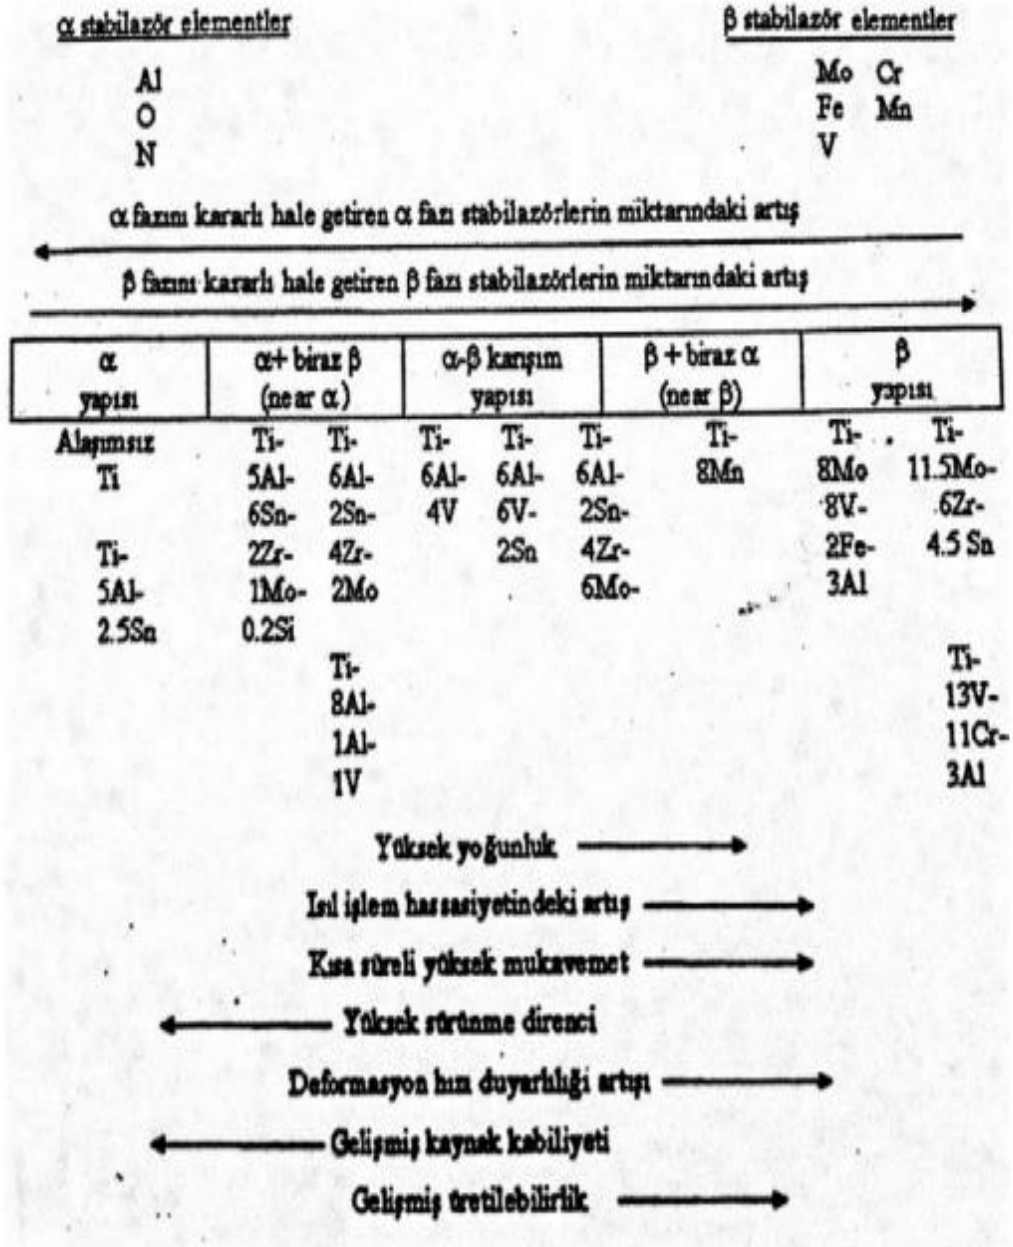 α stabilazör elementler
β stabilazör elementler
Al
O
N
Mo Cr
Fe Mn
V
α fazını kararlı hale getiren α fazı stabilazörlerin miktarındaki artış
β fazını kararlı hale getiren β fazı stabilazörlerin miktarındaki artış
α α+ biraz β α-β karışım β + biraz α β
yapısı (near α) yapısı (near β) yapısı
Alaşımsız Ti- Ti- Ti- Ti- Ti- Ti- Ti- Ti-
Ti 5Al- 6Al- 6Al- 6Al- 6Al- 8Mn 8Mo 11.5Mo-
6Sn- 2Sn- 4V 6V- 2Sn- 8V- 6Zr-
Ti- 2Zr- 4Zr- 2Sn 4Zr- 2Fe- 4.5 Sn
5Al- 1Mo- 2Mo 6Mo- 3Al
2.5Sn 0.2Si
Ti- Ti-
8Al- 13V-
1Al- 11Cr-
1V 3Al
Yüksek yoğunluk
Isıl işlem hassasiyetindeki artış
Kısa süreli yüksek mukavemet
Yüksek sürünme direnci
Deformasyon hızı duyarlılığı artışı
Gelişmiş kaynak kabiliyeti
Gelişmiş üretilebilirlik